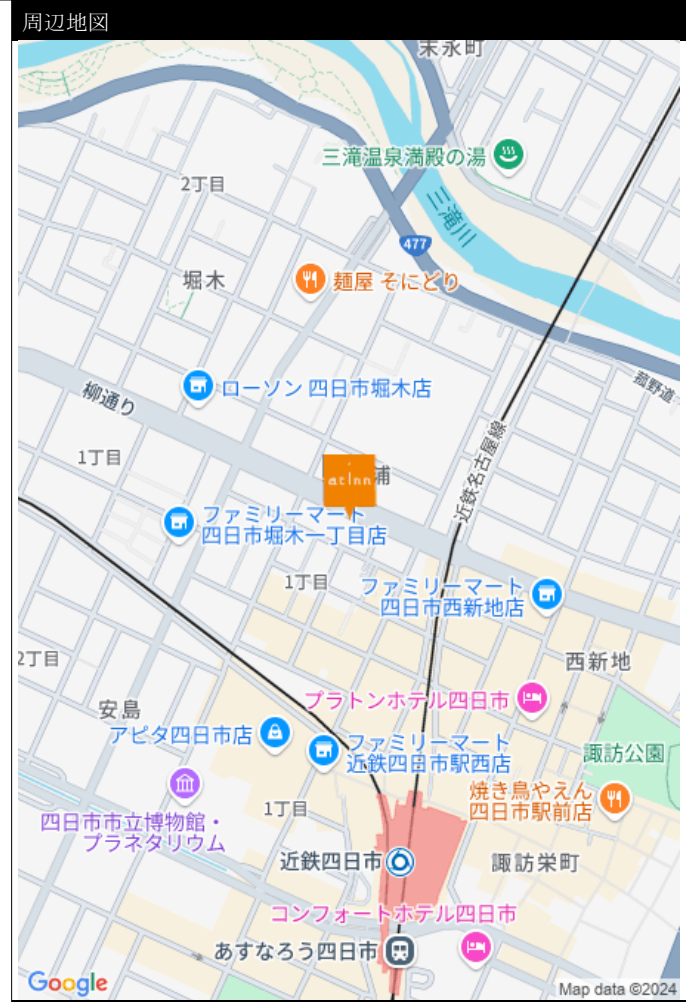 周辺地図
末永町
三滝温泉満殿の湯
2丁目
三滝川
477
堀木
麺屋 そにどり
菰野道
ローソン 四日市堀木店
柳通り
近鉄名古屋線
1丁目
at inn
浦
ファミリーマート
四日市堀木一丁目店
1丁目
ファミリーマート
四日市西新地店
2丁目
西新地
プラトンホテル四日市
安島
アピタ四日市店
ファミリーマート
近鉄四日市駅西店
諏訪公園
焼き鳥やえん
四日市駅前店
1丁目
四日市市立博物館・
プラネタリウム
近鉄四日市
諏訪栄町
コンフォートホテル四日市
あすなろう四日市
Google
Map data ©2024